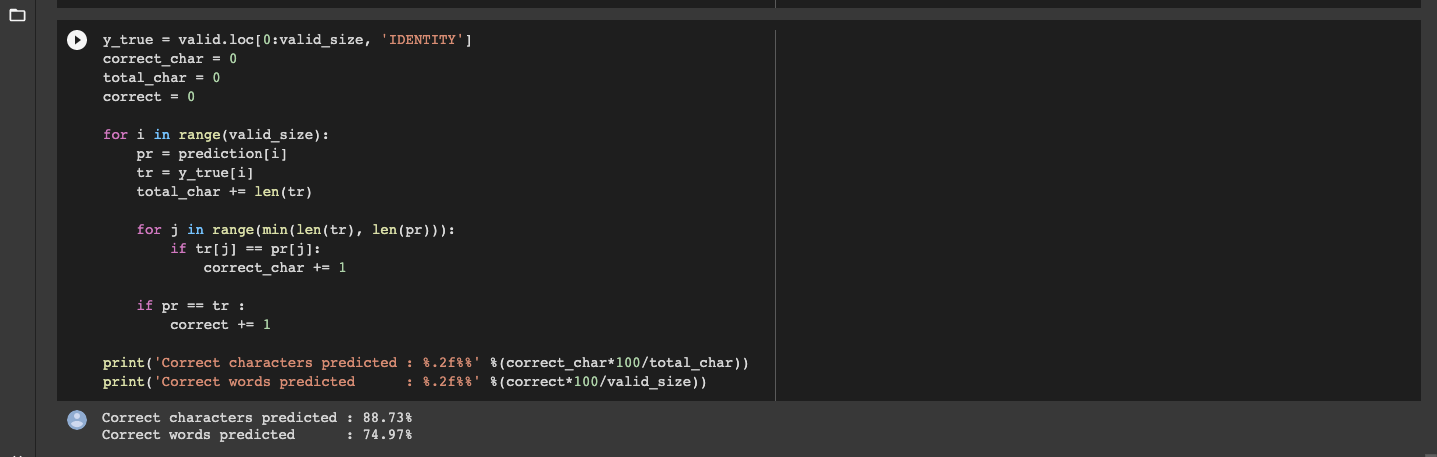 y_true = valid.loc[0:valid_size, 'IDENTITY']
correct_char = 0
total_char = 0
correct = 0
for i in range(valid_size):
    pr = prediction[i]
    tr = y_true[i]
    total_char += len(tr)
    for j in range(min(len(tr), len(pr))):
        if tr[j] == pr[j]:
            correct_char += 1
    if pr == tr :
        correct += 1
print('Correct characters predicted : %.2f%%' %(correct_char*100/total_char))
print('Correct words predicted      : %.2f%%' %(correct*100/valid_size))
Correct characters predicted : 88.73%
Correct words predicted      : 74.97%